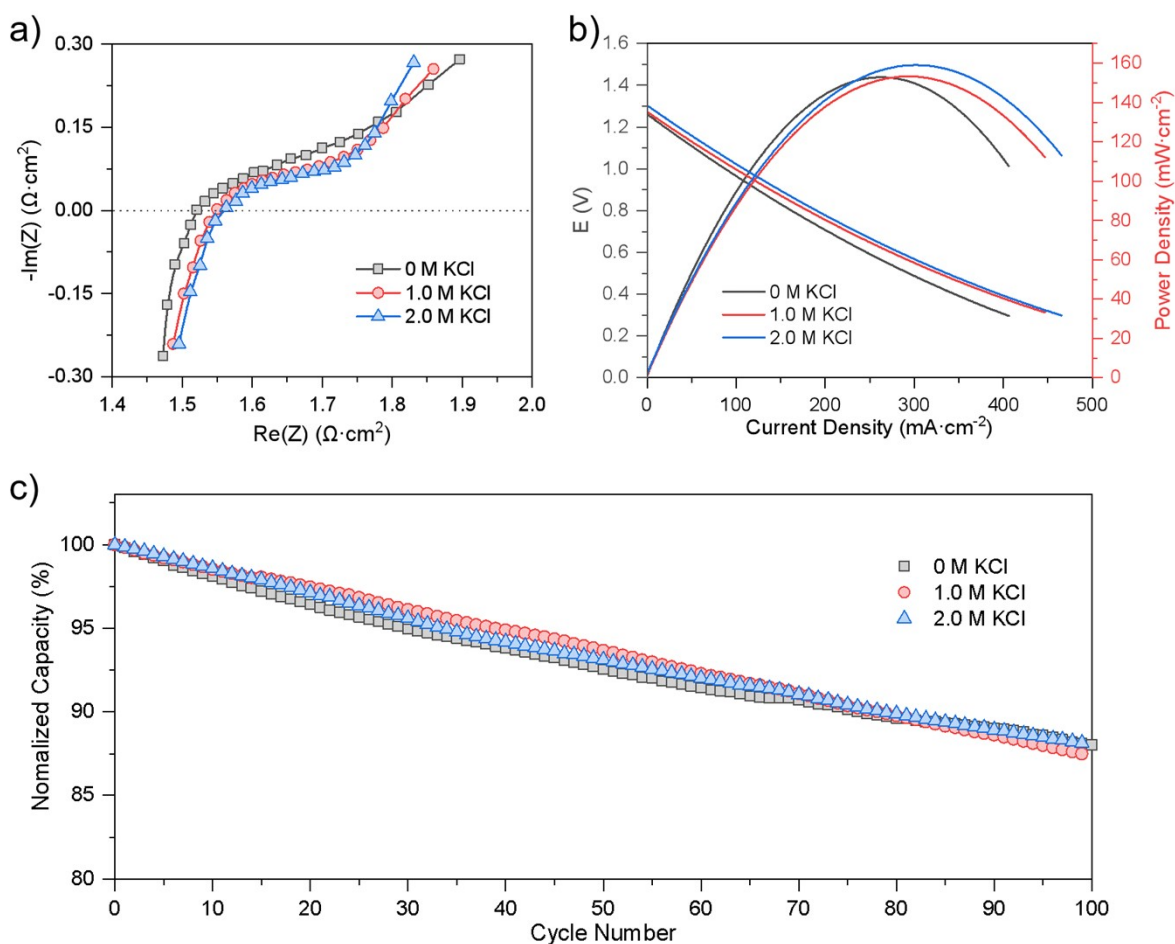 a)
0.30
0.15
0.00
-0.15
-0.30
-Im(Z) (Ω·cm²)
0 M KCl
1.0 M KCl
2.0 M KCl
1.4 1.5 1.6 1.7 1.8 1.9 2.0
Re(Z) (Ω·cm²)
b)
1.6
1.4
1.2
1.0
0.8
0.6
0.4
0.2
0.0
E (V)
0 M KCl
1.0 M KCl
2.0 M KCl
160
140
120
100
80
60
40
20
0
Power Density (mW·cm⁻²)
0 100 200 300 400 500
Current Density (mA·cm⁻²)
c)
100
95
90
85
80
Nomalized Capacity (%)
0 M KCl
1.0 M KCl
2.0 M KCl
0 10 20 30 40 50 60 70 80 90 100
Cycle Number